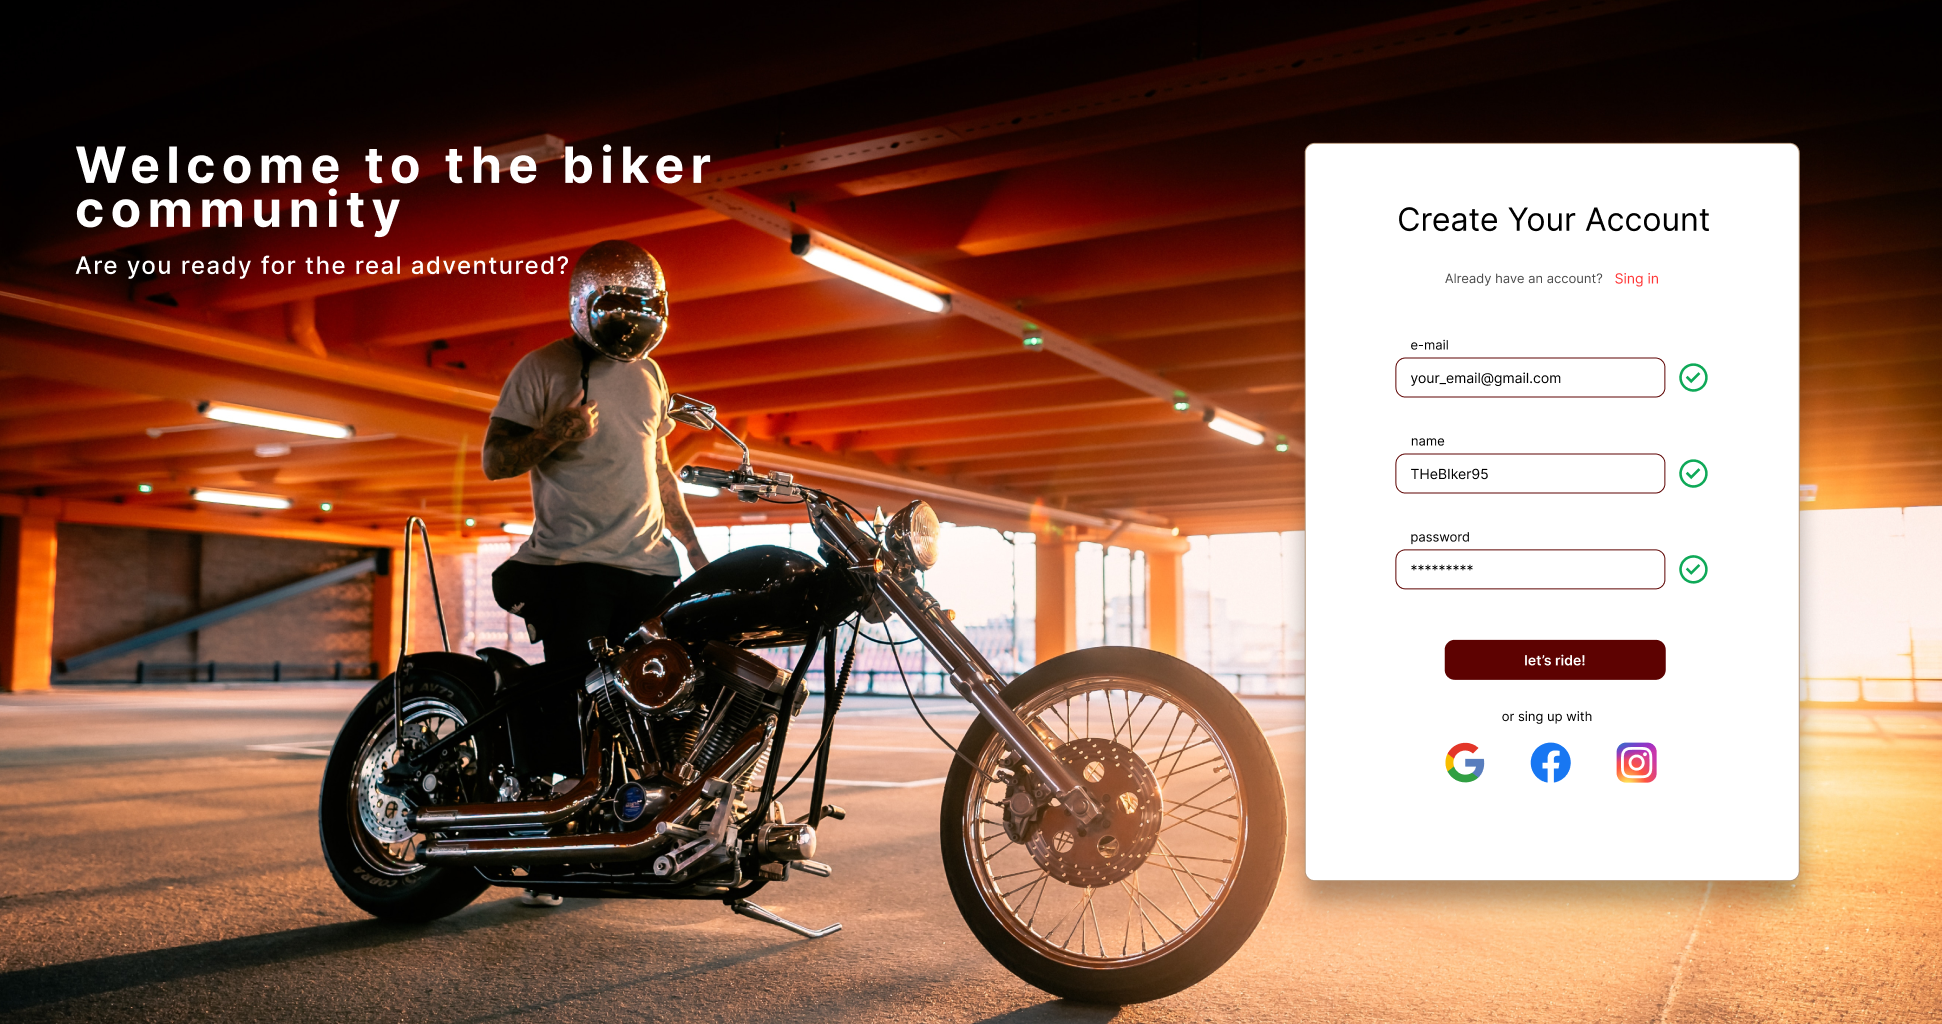 Welcome to the biker
community
Are you ready for the real adventured?
Create Your Account
Already have an account? Sing in
e-mail
your_email@gmail.com
name
THeBIker95
password
*********
let's ride!
or sing up with